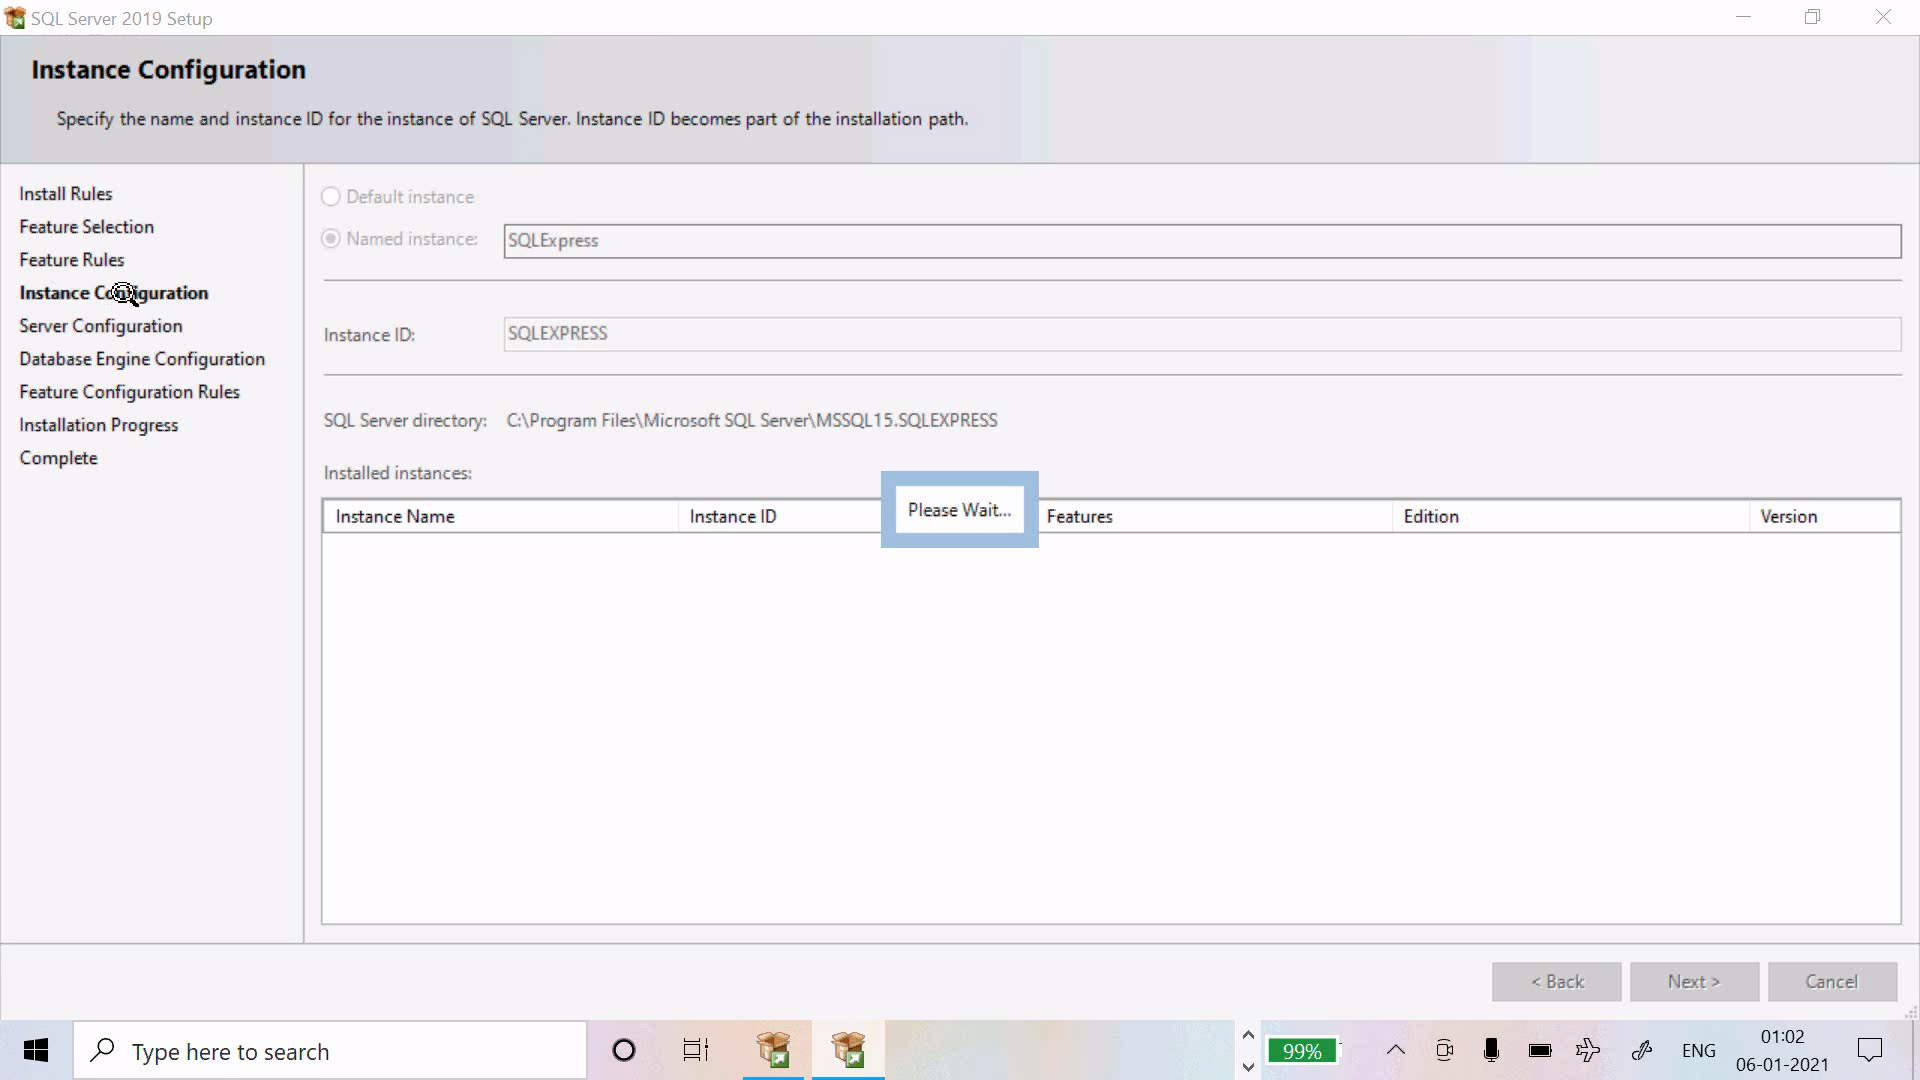 SQL Server 2019 Setup
Instance Configuration
Specify the name and instance ID for the instance of SQL Server. Instance ID becomes part of the installation path.
Install Rules
Feature Selection
Feature Rules
Instance Configuration
Server Configuration
Database Engine Configuration
Feature Configuration Rules
Installation Progress
Complete
Default instance
Named instance: SQLExpress
Instance ID: SQLEXPRESS
SQL Server directory: C:\Program Files\Microsoft SQL Server\MSSQL15.SQLEXPRESS
Installed instances:
Instance Name Instance ID Features Edition Version
Please Wait...
< Back Next > Cancel
Type here to search
99%
ENG
01:02
06-01-2021